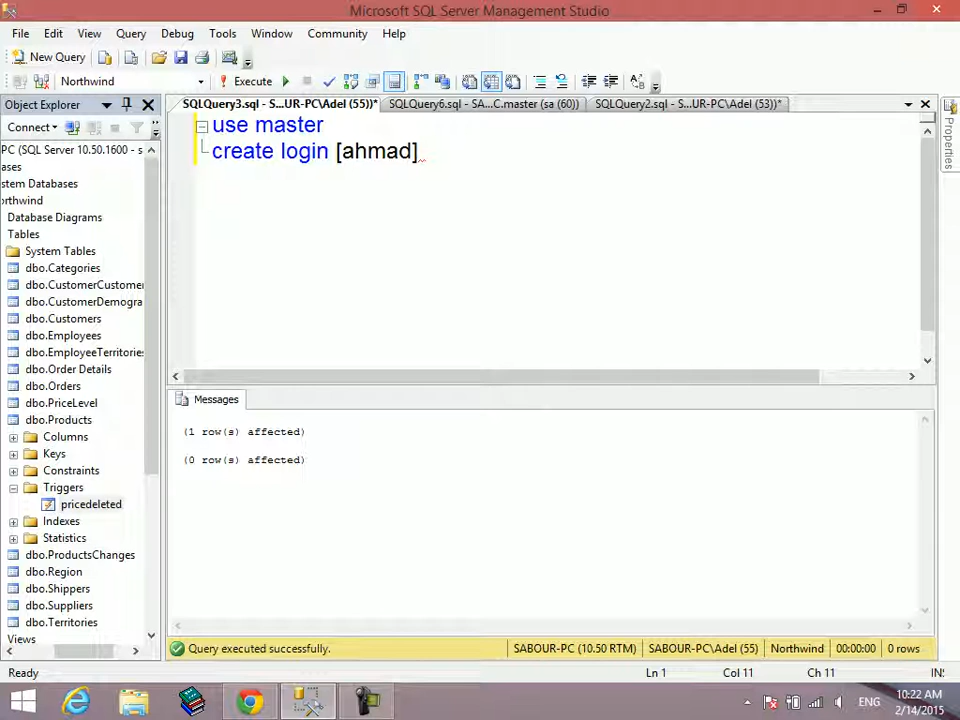 Microsoft SQL Server Management Studio
File Edit View Query Debug Tools Window Community Help
New Query
Northwind Execute
Object Explorer
SQLQuery3.sql - S...UR-PC\Adel (55))* SQLQuery6.sql - SA...C.master (sa (60)) SQLQuery2.sql - S...UR-PC\Adel (53))*
Connect
PC (SQL Server 10.50.1600 - s
ases
stem Databases
rthwind
Database Diagrams
Tables
System Tables
dbo.Categories
dbo.CustomerCustome
dbo.CustomerDemogra
dbo.Customers
dbo.Employees
dbo.EmployeeTerritorie
dbo.Order Details
dbo.Orders
dbo.PriceLevel
dbo.Products
Columns
Keys
Constraints
Triggers
pricedeleted
Indexes
Statistics
dbo.ProductsChanges
dbo.Region
dbo.Shippers
dbo.Suppliers
dbo.Territories
Views
use master
create login [ahmad]
Properties
Messages
(1 row(s) affected)
(0 row(s) affected)
Query executed successfully. SABOUR-PC (10.50 RTM) SABOUR-PC\Adel (55) Northwind 00:00:00 0 rows
Ready Ln 1 Col 11 Ch 11 INS
ENG
10:22 AM
2/14/2015